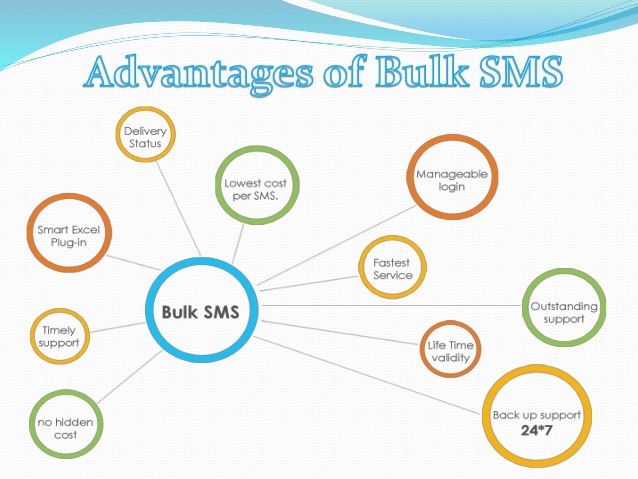 Advantages of Bulk SMS
Delivery
Status
Lowest cost
per SMS.
Manageable
login
Smart Excel
Plug-in
Fastest
Service
Bulk SMS
Outstanding
support
Timely
support
Life Time
validity
no hidden
cost
Back up support
24*7